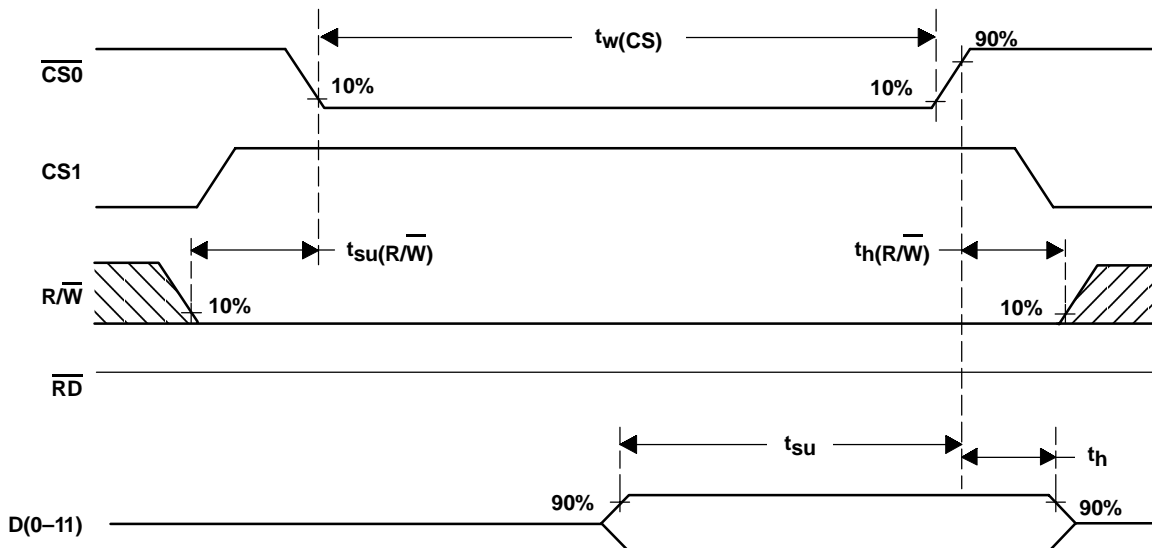 tw(CS)
90%
CS0
10%
10%
CS1
tsu(R/W)
th(R/W)
R/W
10%
10%
RD
tsu
th
90%
90%
D(0–11)